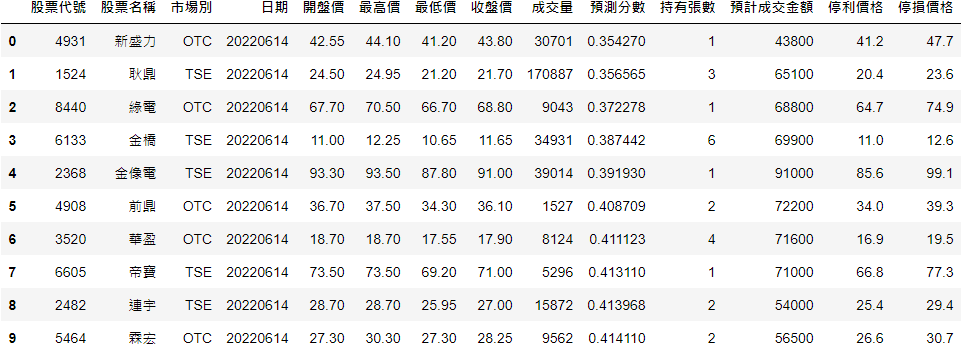 股票代號 股票名稱 市場別 日期 開盤價 最高價 最低價 收盤價 成交量 預測分數 持有張數 預計成交金額 停利價格 停損價格
0 4931 新盛力 OTC 20220614 42.55 44.10 41.20 43.80 30701 0.354270 1 43800 41.2 47.7
1 1524 耿鼎 TSE 20220614 24.50 24.95 21.20 21.70 170887 0.356565 3 65100 20.4 23.6
2 8440 綠電 OTC 20220614 67.70 70.50 66.70 68.80 9043 0.372278 1 68800 64.7 74.9
3 6133 金橋 TSE 20220614 11.00 12.25 10.65 11.65 34931 0.387442 6 69900 11.0 12.6
4 2368 金像電 TSE 20220614 93.30 93.50 87.80 91.00 39014 0.391930 1 91000 85.6 99.1
5 4908 前鼎 OTC 20220614 36.70 37.50 34.30 36.10 1527 0.408709 2 72200 34.0 39.3
6 3520 華盈 OTC 20220614 18.70 18.70 17.55 17.90 8124 0.411123 4 71600 16.9 19.5
7 6605 帝寶 TSE 20220614 73.50 73.50 69.20 71.00 5296 0.413110 1 71000 66.8 77.3
8 2482 連宇 TSE 20220614 28.70 28.70 25.95 27.00 15872 0.413968 2 54000 25.4 29.4
9 5464 霖宏 OTC 20220614 27.30 30.30 27.30 28.25 9562 0.414110 2 56500 26.6 30.7